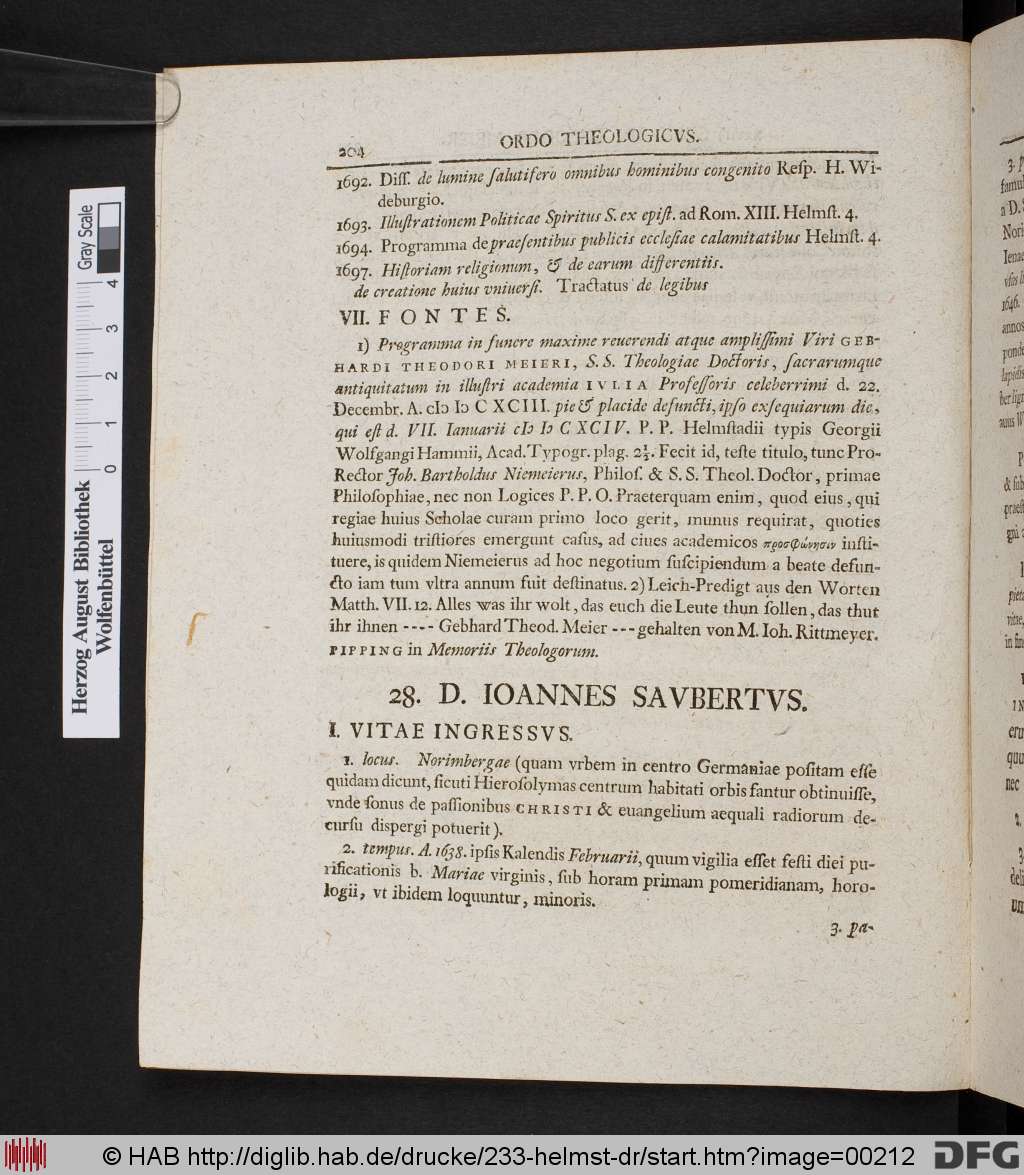 204 ORDO THEOLOGICVS.
1692. Diſſ. de lumine ſalutifero omnibus hominibus congenito Reſp. H. Wi-
deburgio.
1693. Illuſtrationem Politicae Spiritus S. ex epiſt. ad Rom. XIII. Helmſt. 4.
1694. Programma de praeſentibus publicis eccleſiae calamitatibus Helmſt. 4.
1697. Hiſtoriam religionum, & de earum differentiis.
de creatione huius vniuerſi. Tractatus de legibus
VII. FONTES.
1) Programma in funere maxime reuerendi atque ampliſſimi Viri GEB-
HARDI THEODORI MEIERI, S. S. Theologiae Doctoris, ſacrarumque
antiquitatum in illuſtri academia IVLIA Profeſſoris celeberrimi d. 22.
Decembr. A. cIↄ Iↄ C XCIII. pie & placide defuncti, ipſo exſequiarum die,
qui eſt d. VII. Ianuarii cIↄ Iↄ C XCIV. P. P. Helmſtadii typis Georgii
Wolfgangi Hammii, Acad. Typogr. plag. 2½. Fecit id, teſte titulo, tunc Pro-
Rector Joh. Bartholdus Niemeierus, Philoſ. & S. S. Theol. Doctor, primae
Philoſophiae, nec non Logices P. P. O. Praeterquam enim, quod eius, qui
regiae huius Scholae curam primo loco gerit, munus requirat, quoties
huiusmodi triſtiores emergunt caſus, ad ciues academicos προσφώνησιν inſti-
tuere, is quidem Niemeierus ad hoc negotium ſuſcipiendum a beate defun-
cto iam tum vltra annum fuit deſtinatus. 2) Leich-Predigt aus den Worten
Matth. VII. 12. Alles was ihr wolt, das euch die Leute thun ſollen, das thut
ihr ihnen ---- Gebhard Theod. Meier --- gehalten von M. Ioh. Rittmeyer.
PIPPING in Memoriis Theologorum.
28. D. IOANNES SAVBERTVS.
I. VITAE INGRESSVS.
1. locus. Norimbergae (quam vrbem in centro Germaniae poſitam eſſe
quidam dicunt, ſicuti Hieroſolymas centrum habitati orbis fantur obtinuiſſe,
vnde ſonus de paſſionibus CHRISTI & euangelium aequali radiorum de-
curſu dispergi potuerit).
2. tempus. A. 1638. ipſis Kalendis Februarii, quum vigilia eſſet feſti diei pu-
rificationis b. Mariae virginis, ſub horam primam pomeridianam, horo-
logii, vt ibidem loquuntur, minoris.
3. pa-
Herzog August Bibliothek
Wolfenbüttel
Gray Scale
0 1 2 3 4
© HAB http://diglib.hab.de/drucke/233-helmst-dr/start.htm?image=00212
DFG